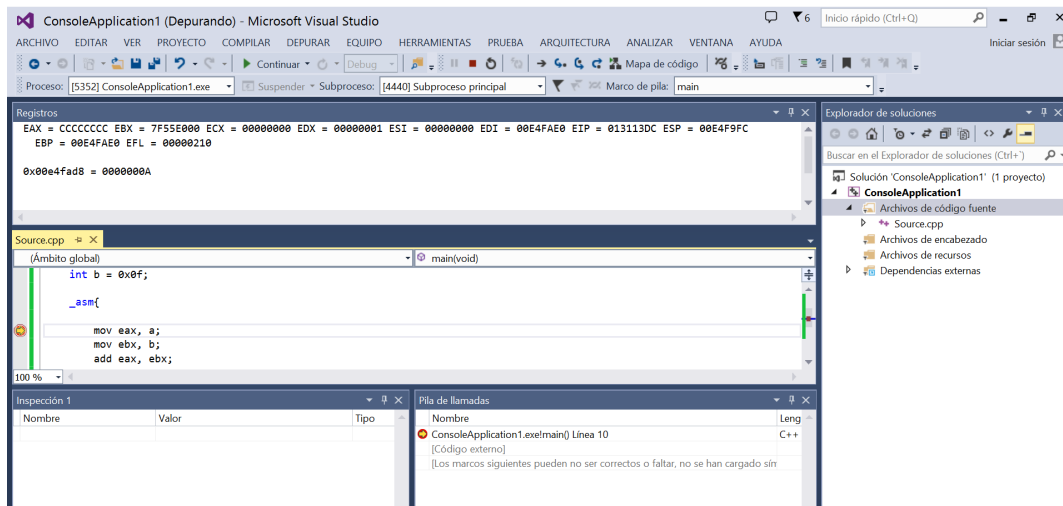 ConsoleApplication1 (Depurando) - Microsoft Visual Studio
6
Inicio rápido (Ctrl+Q)
ARCHIVO EDITAR VER PROYECTO COMPILAR DEPURAR EQUIPO HERRAMIENTAS PRUEBA ARQUITECTURA ANALIZAR VENTANA AYUDA
Iniciar sesión
Continuar
Debug
Mapa de código
Proceso: [5352] ConsoleApplication1.exe
Suspender
Subproceso: [4440] Subproceso principal
Marco de pila: main
Registros
EAX = CCCCCCCC EBX = 7F55E000 ECX = 00000000 EDX = 00000001 ESI = 00000000 EDI = 00E4FAE0 EIP = 013113DC ESP = 00E4F9FC
EBP = 00E4FAE0 EFL = 00000210
0x00e4fad8 = 0000000A
Source.cpp
(Ámbito global)
main(void)
int b = 0x0f;
_asm{
mov eax, a;
mov ebx, b;
add eax, ebx;
100 %
Inspección 1
Nombre Valor Tipo
Pila de llamadas
Nombre Leng
ConsoleApplication1.exe!main() Línea 10 C++
[Código externo]
[Los marcos siguientes pueden no ser correctos o faltar, no se han cargado sím
Explorador de soluciones
Buscar en el Explorador de soluciones (Ctrl+´)
Solución 'ConsoleApplication1' (1 proyecto)
ConsoleApplication1
Archivos de código fuente
Source.cpp
Archivos de encabezado
Archivos de recursos
Dependencias externas